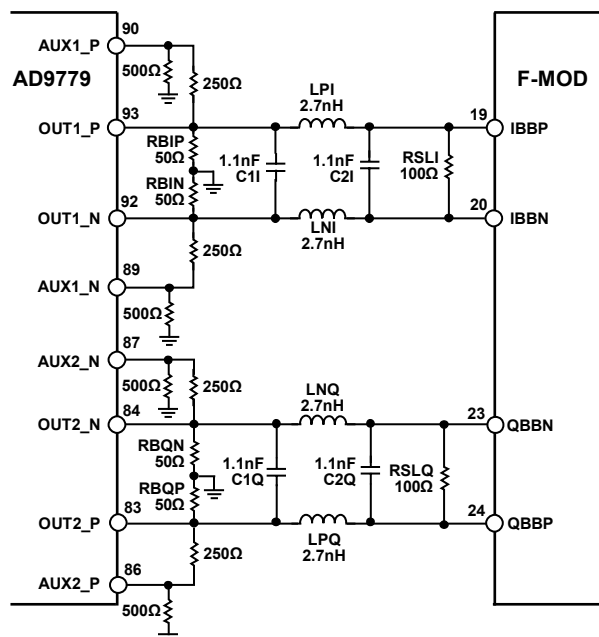 90
AUX1_P
AD9779
500Ω
250Ω
LPI
2.7nH
F-MOD
93
OUT1_P
19
IBBP
RBIP
50Ω
1.1nF
C1I
1.1nF
C2I
RSLI
100Ω
RBIN
50Ω
92
OUT1_N
20
IBBN
LNI
2.7nH
250Ω
89
AUX1_N
500Ω
87
AUX2_N
500Ω
250Ω
LNQ
2.7nH
84
OUT2_N
23
QBBN
RBQN
50Ω
1.1nF
C1Q
1.1nF
C2Q
RSLQ
100Ω
RBQP
50Ω
83
OUT2_P
24
QBBP
LPQ
2.7nH
250Ω
86
AUX2_P
500Ω